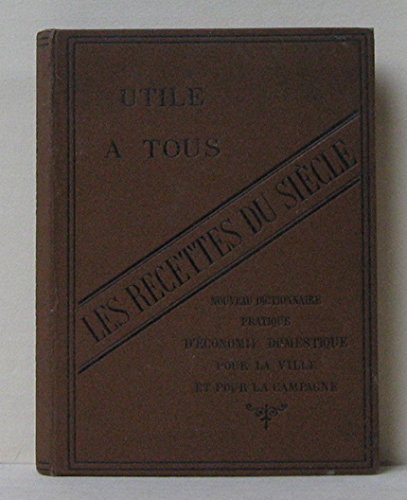 UTILE
A TOUS
LES RECETTES DU SIÈCLE
NOUVEAU DICTIONNAIRE
PRATIQUE
D'ÉCONOMIE DOMESTIQUE
POUR LA VILLE
ET POUR LA CAMPAGNE